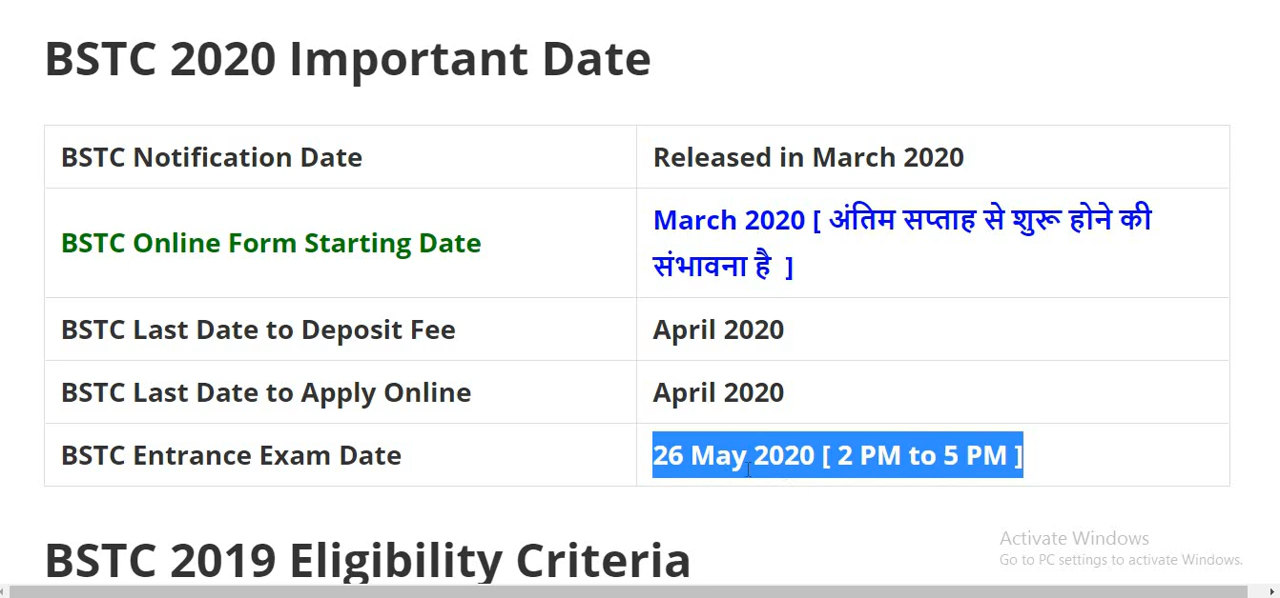 BSTC 2020 Important Date
BSTC Notification Date
Released in March 2020
BSTC Online Form Starting Date
March 2020 [ अंतिम सप्ताह से शुरू होने की
संभावना है ]
BSTC Last Date to Deposit Fee
April 2020
BSTC Last Date to Apply Online
April 2020
BSTC Entrance Exam Date
26 May 2020 [ 2 PM to 5 PM ]
BSTC 2019 Eligibility Criteria
Activate Windows
Go to PC settings to activate Windows.